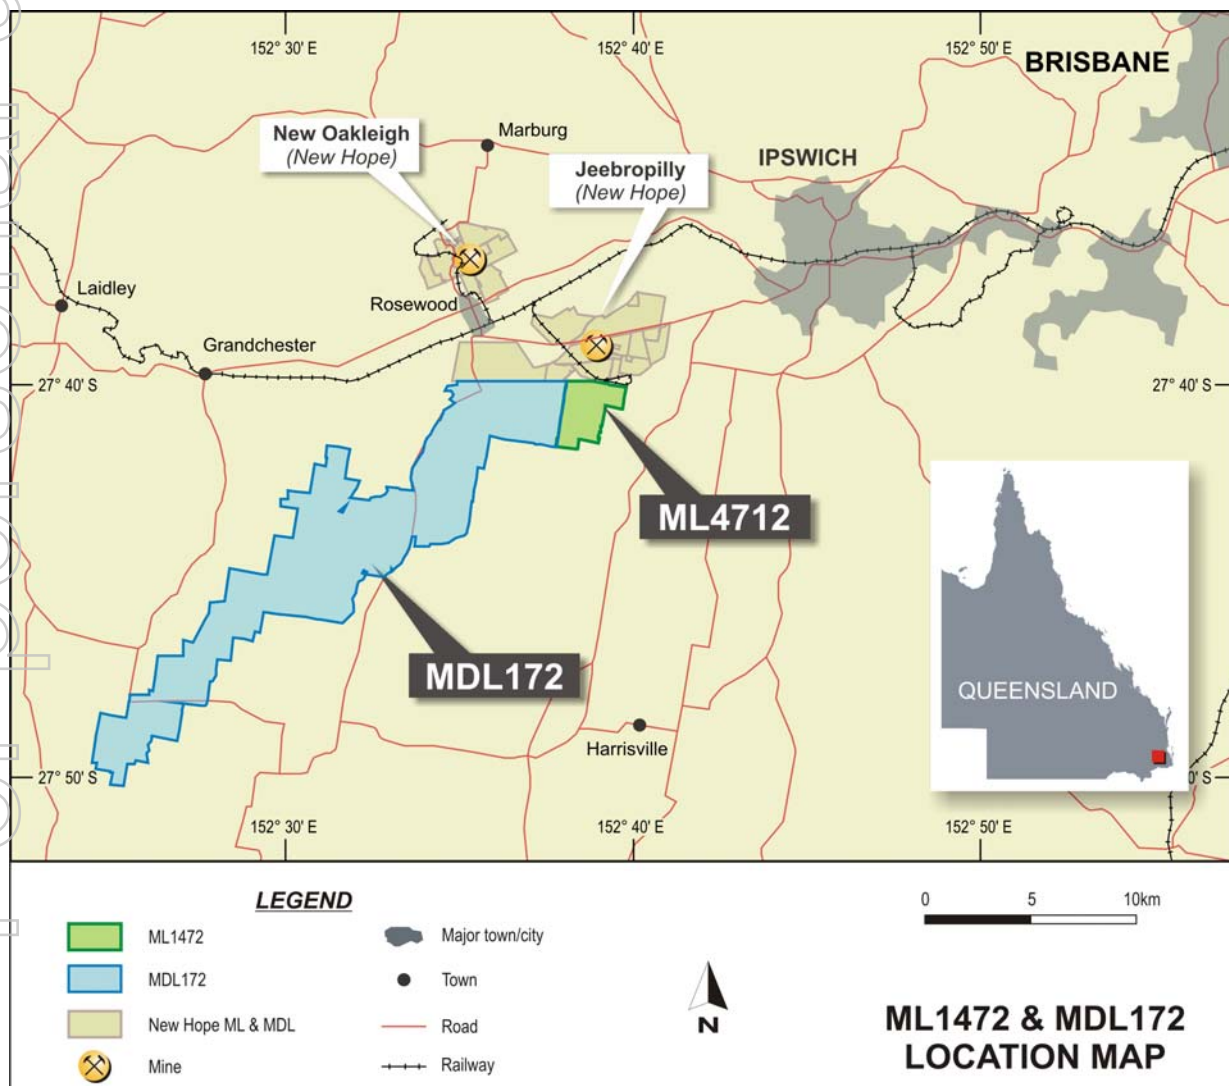 152° 30' E
152° 40' E
152° 50' E
BRISBANE
New Oakleigh
(New Hope)
Marburg
Jeebropilly
(New Hope)
IPSWICH
Laidley
Rosewood
Grandchester
27° 40' S
27° 40' S
ML4712
MDL172
QUEENSLAND
Harrisville
27° 50' S
0' S
152° 30' E
152° 40' E
152° 50' E
LEGEND
ML1472
MDL172
New Hope ML & MDL
Mine
Major town/city
Town
Road
Railway
N
0 5 10km
ML1472 & MDL172
LOCATION MAP